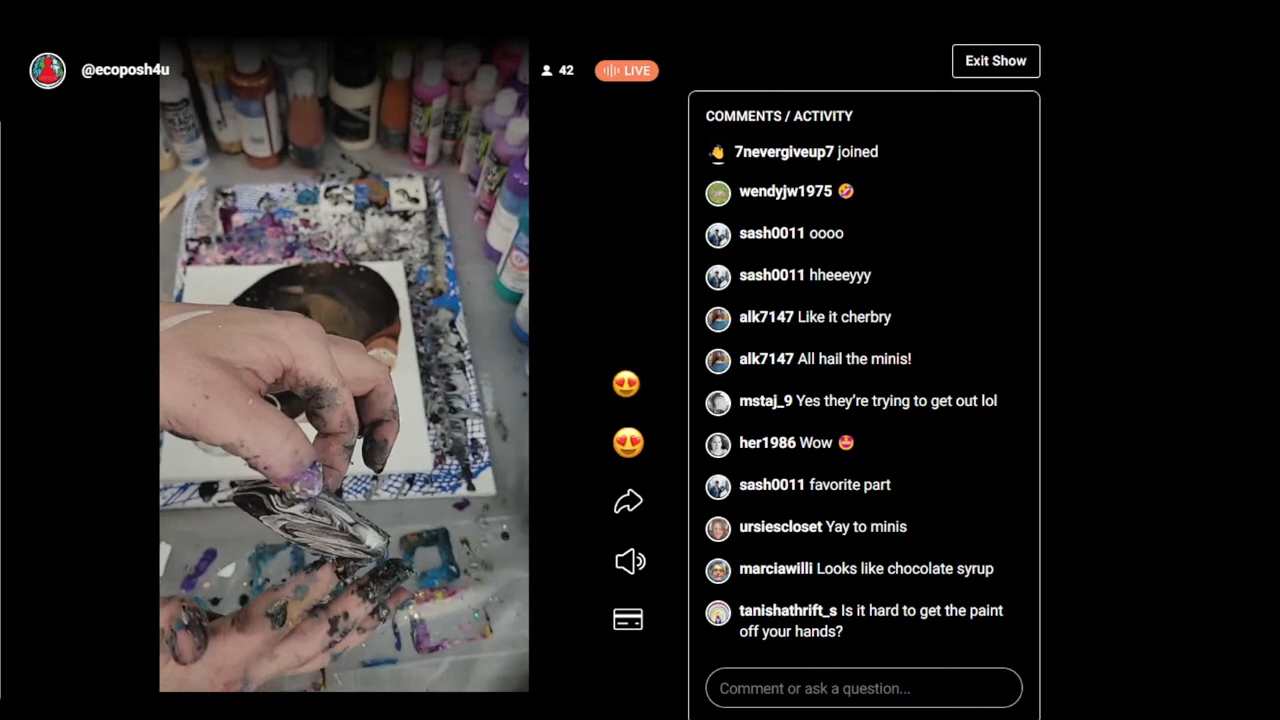 @ecoposh4u
42
LIVE
Exit Show
COMMENTS / ACTIVITY
7nevergiveup7 joined
wendyjw1975 🤣
sash0011 oooo
sash0011 hheeeyyy
alk7147 Like it cherbry
alk7147 All hail the minis!
mstaj_9 Yes they’re trying to get out lol
her1986 Wow 🤩
sash0011 favorite part
ursiescloset Yay to minis
marciawilli Looks like chocolate syrup
tanishathrift_s Is it hard to get the paint
off your hands?
Comment or ask a question...